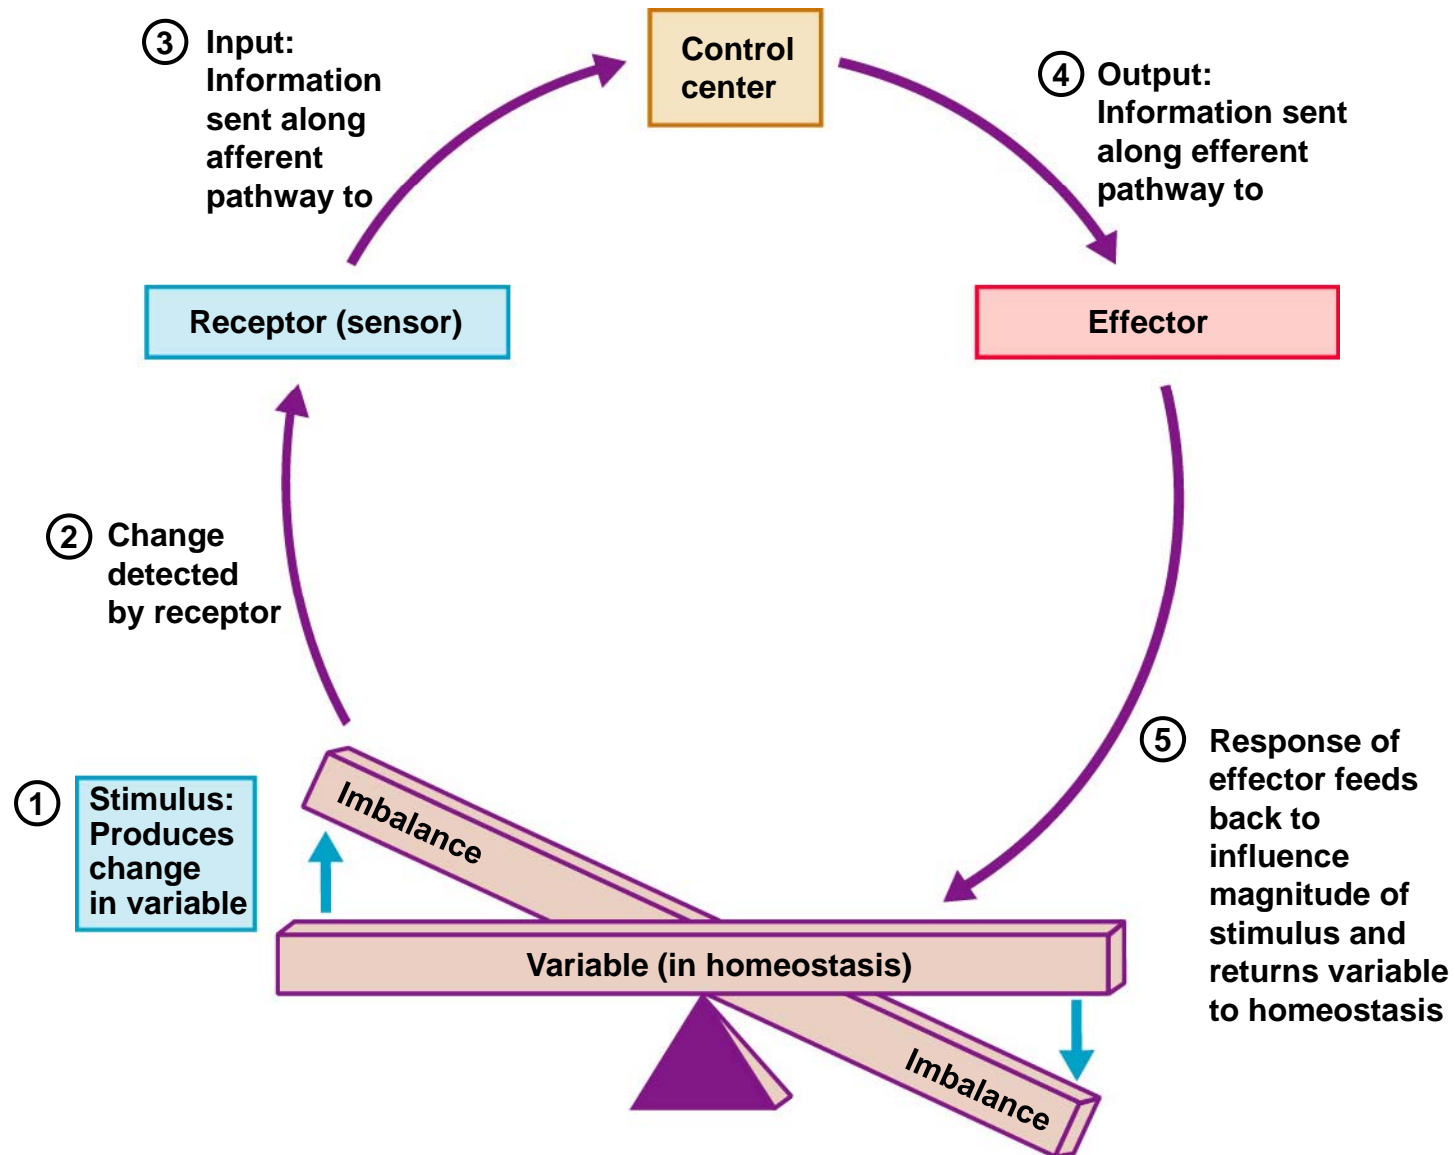 3 Input:
Information
sent along
afferent
pathway to
Control
center
4 Output:
Information sent
along efferent
pathway to
Receptor (sensor)
Effector
2 Change
detected
by receptor
1 Stimulus:
Produces
change
in variable
Imbalance
Variable (in homeostasis)
Imbalance
5 Response of
effector feeds
back to
influence
magnitude of
stimulus and
returns variable
to homeostasis